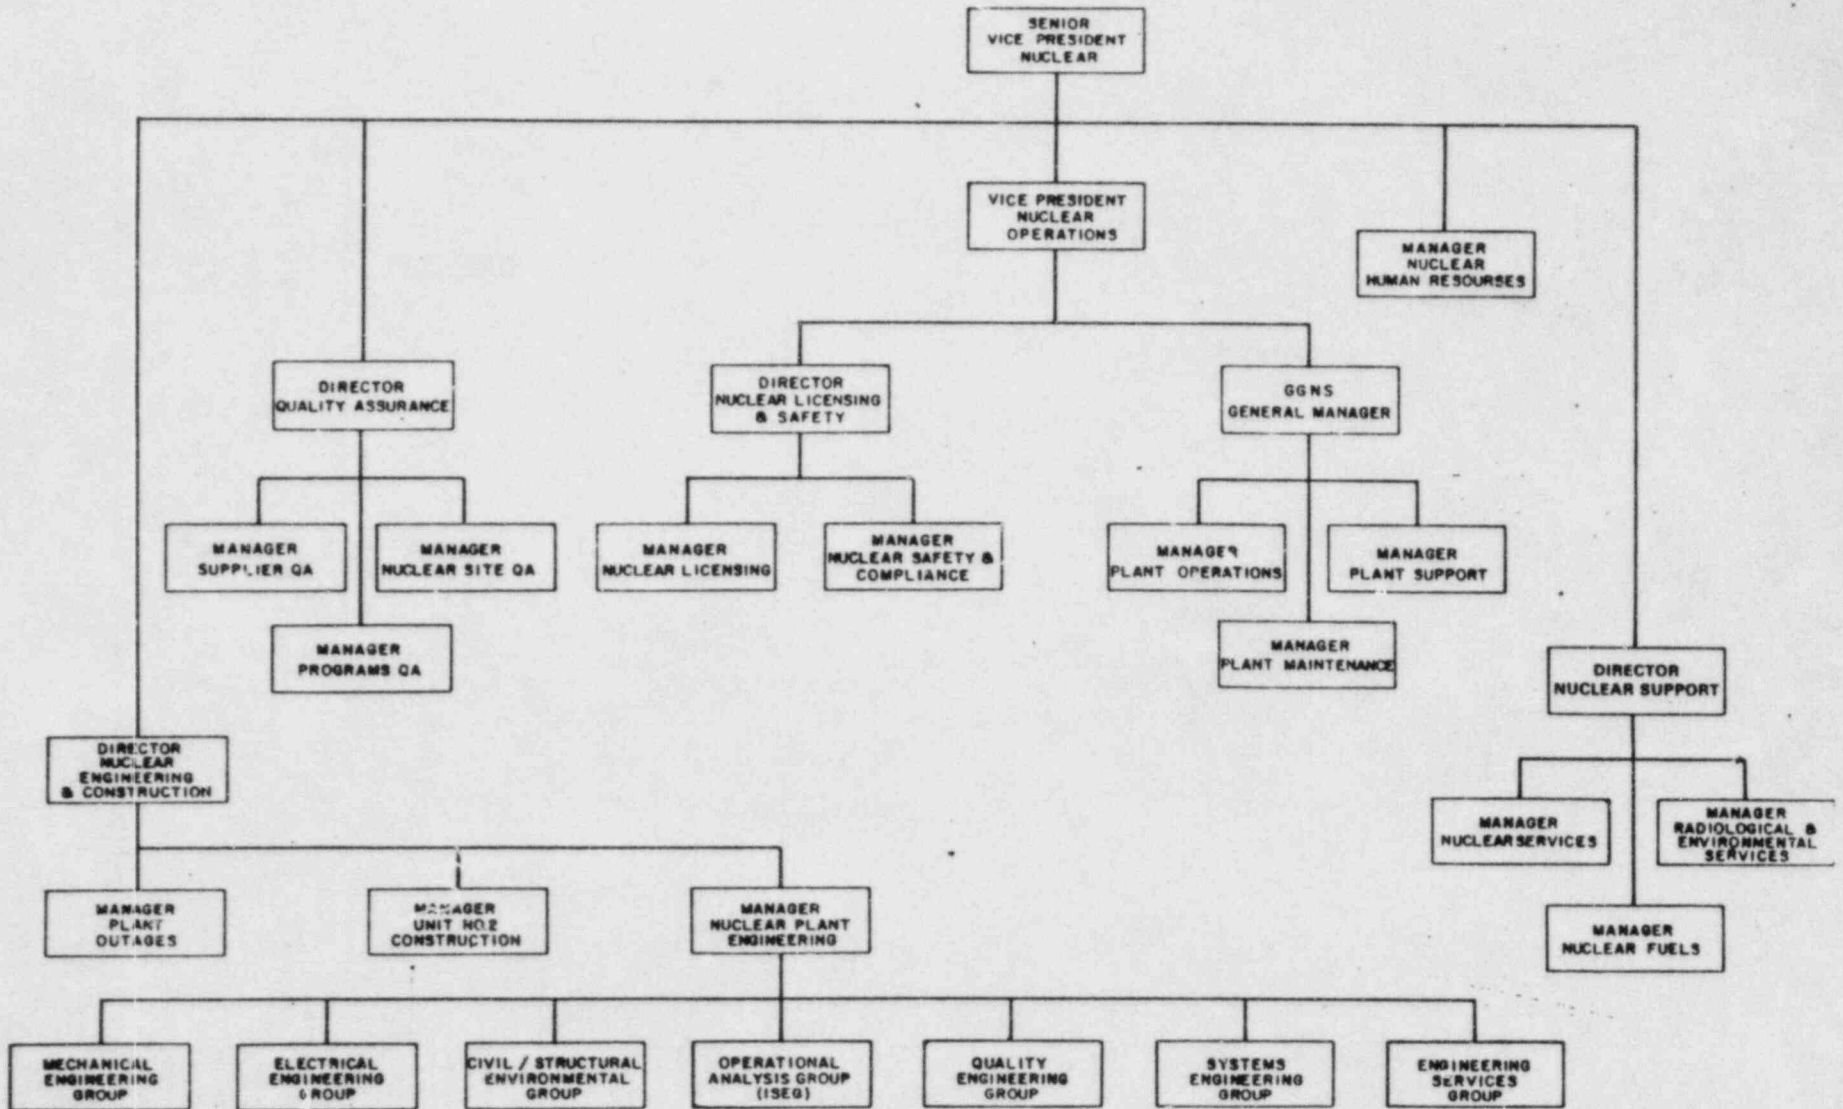 SENIOR
VICE PRESIDENT
NUCLEAR
VICE PRESIDENT
NUCLEAR
OPERATIONS
MANAGER
NUCLEAR
HUMAN RESOURSES
DIRECTOR
QUALITY ASSURANCE
DIRECTOR
NUCLEAR LICENSING
& SAFETY
GGNS
GENERAL MANAGER
MANAGER
SUPPLIER QA
MANAGER
NUCLEAR SITE QA
MANAGER
NUCLEAR LICENSING
MANAGER
NUCLEAR SAFETY &
COMPLIANCE
MANAGER
PLANT OPERATIONS
MANAGER
PLANT SUPPORT
MANAGER
PROGRAMS QA
MANAGER
PLANT MAINTENANCE
DIRECTOR
NUCLEAR SUPPORT
DIRECTOR
NUCLEAR
ENGINEERING
& CONSTRUCTION
MANAGER
NUCLEAR SERVICES
MANAGER
RADIOLOGICAL &
ENVIRONMENTAL
SERVICES
MANAGER
PLANT
OUTAGES
MANAGER
UNIT NO.2
CONSTRUCTION
MANAGER
NUCLEAR PLANT
ENGINEERING
MANAGER
NUCLEAR FUELS
MECHANICAL
ENGINEERING
GROUP
ELECTRICAL
ENGINEERING
GROUP
CIVIL / STRUCTURAL
ENVIRONMENTAL
GROUP
OPERATIONAL
ANALYSIS GROUP
(ISEG)
QUALITY
ENGINEERING
GROUP
SYSTEMS
ENGINEERING
GROUP
ENGINEERING
SERVICES
GROUP